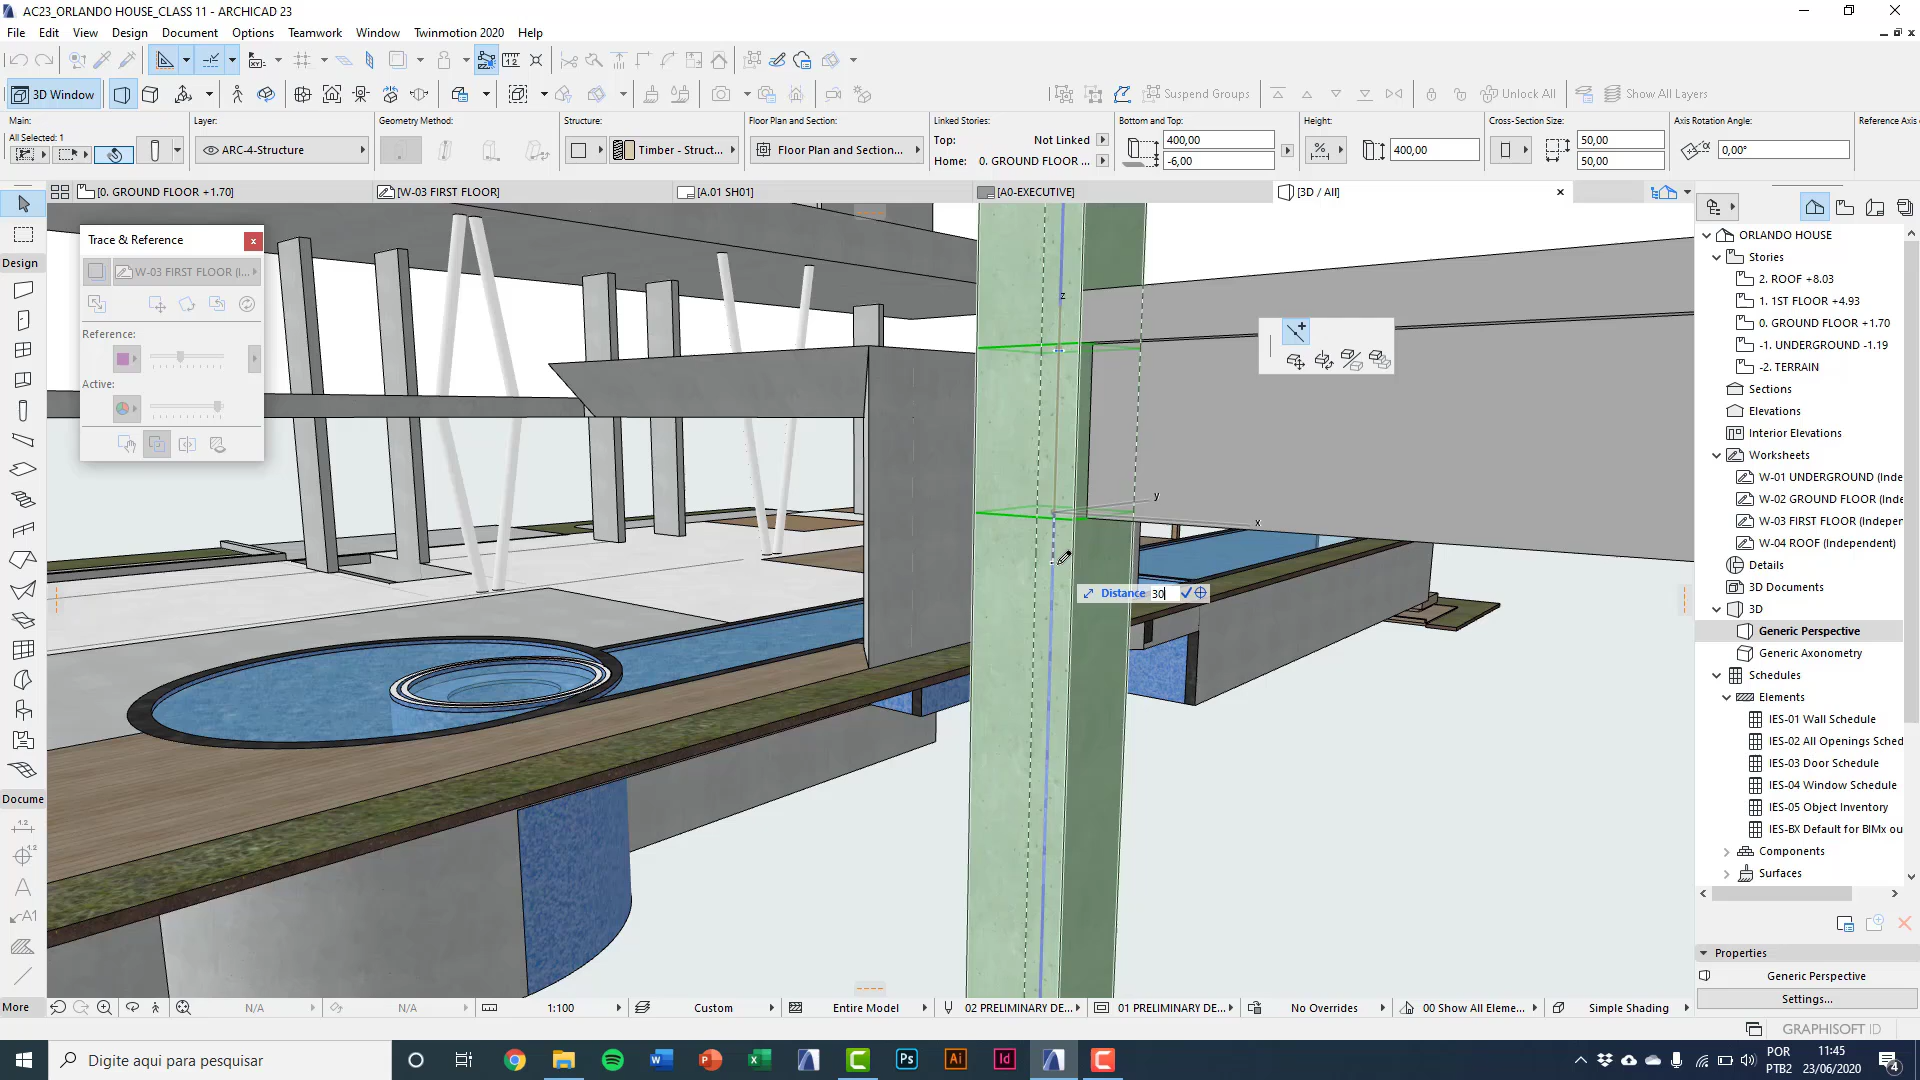 AC23_ORLANDO HOUSE_CLASS 11 - ARCHICAD 23
File Edit View Design Document Options Teamwork Window Twinmotion 2020 Help
3D Window
Suspend Groups
Unlock All
Show All Layers
Main:
All Selected: 1
Layer:
ARC-4-Structure
Geometry Method:
Structure:
Timber - Struct...
Floor Plan and Section:
Floor Plan and Section...
Linked Stories:
Top: Not Linked
Home: 0. GROUND FLOOR ...
Bottom and Top:
400,00
-6,00
Height:
400,00
Cross-Section Size:
50,00
50,00
Axis Rotation Angle:
0,00°
Reference Axis
[0. GROUND FLOOR +1.70]
[W-03 FIRST FLOOR]
[A.01 SH01]
[A0-EXECUTIVE]
[3D / All]
Design
Docume
More
Trace & Reference
W-03 FIRST FLOOR (I...
Reference:
Active:
z
y
x
Distance 30
ORLANDO HOUSE
Stories
2. ROOF +8.03
1. 1ST FLOOR +4.93
0. GROUND FLOOR +1.70
-1. UNDERGROUND -1.19
-2. TERRAIN
Sections
Elevations
Interior Elevations
Worksheets
W-01 UNDERGROUND (Inde
W-02 GROUND FLOOR (Inde
W-03 FIRST FLOOR (Indeper
W-04 ROOF (Independent)
Details
3D Documents
3D
Generic Perspective
Generic Axonometry
Schedules
Elements
IES-01 Wall Schedule
IES-02 All Openings Sched
IES-03 Door Schedule
IES-04 Window Schedule
IES-05 Object Inventory
IES-BX Default for BIMx ou
Components
Surfaces
Properties
Generic Perspective
Settings...
N/A
N/A
1:100
Custom
Entire Model
02 PRELIMINARY DE...
01 PRELIMINARY DE...
No Overrides
00 Show All Eleme...
Simple Shading
GRAPHISOFT ID
Digite aqui para pesquisar
POR
PTB2
11:45
23/06/2020
4